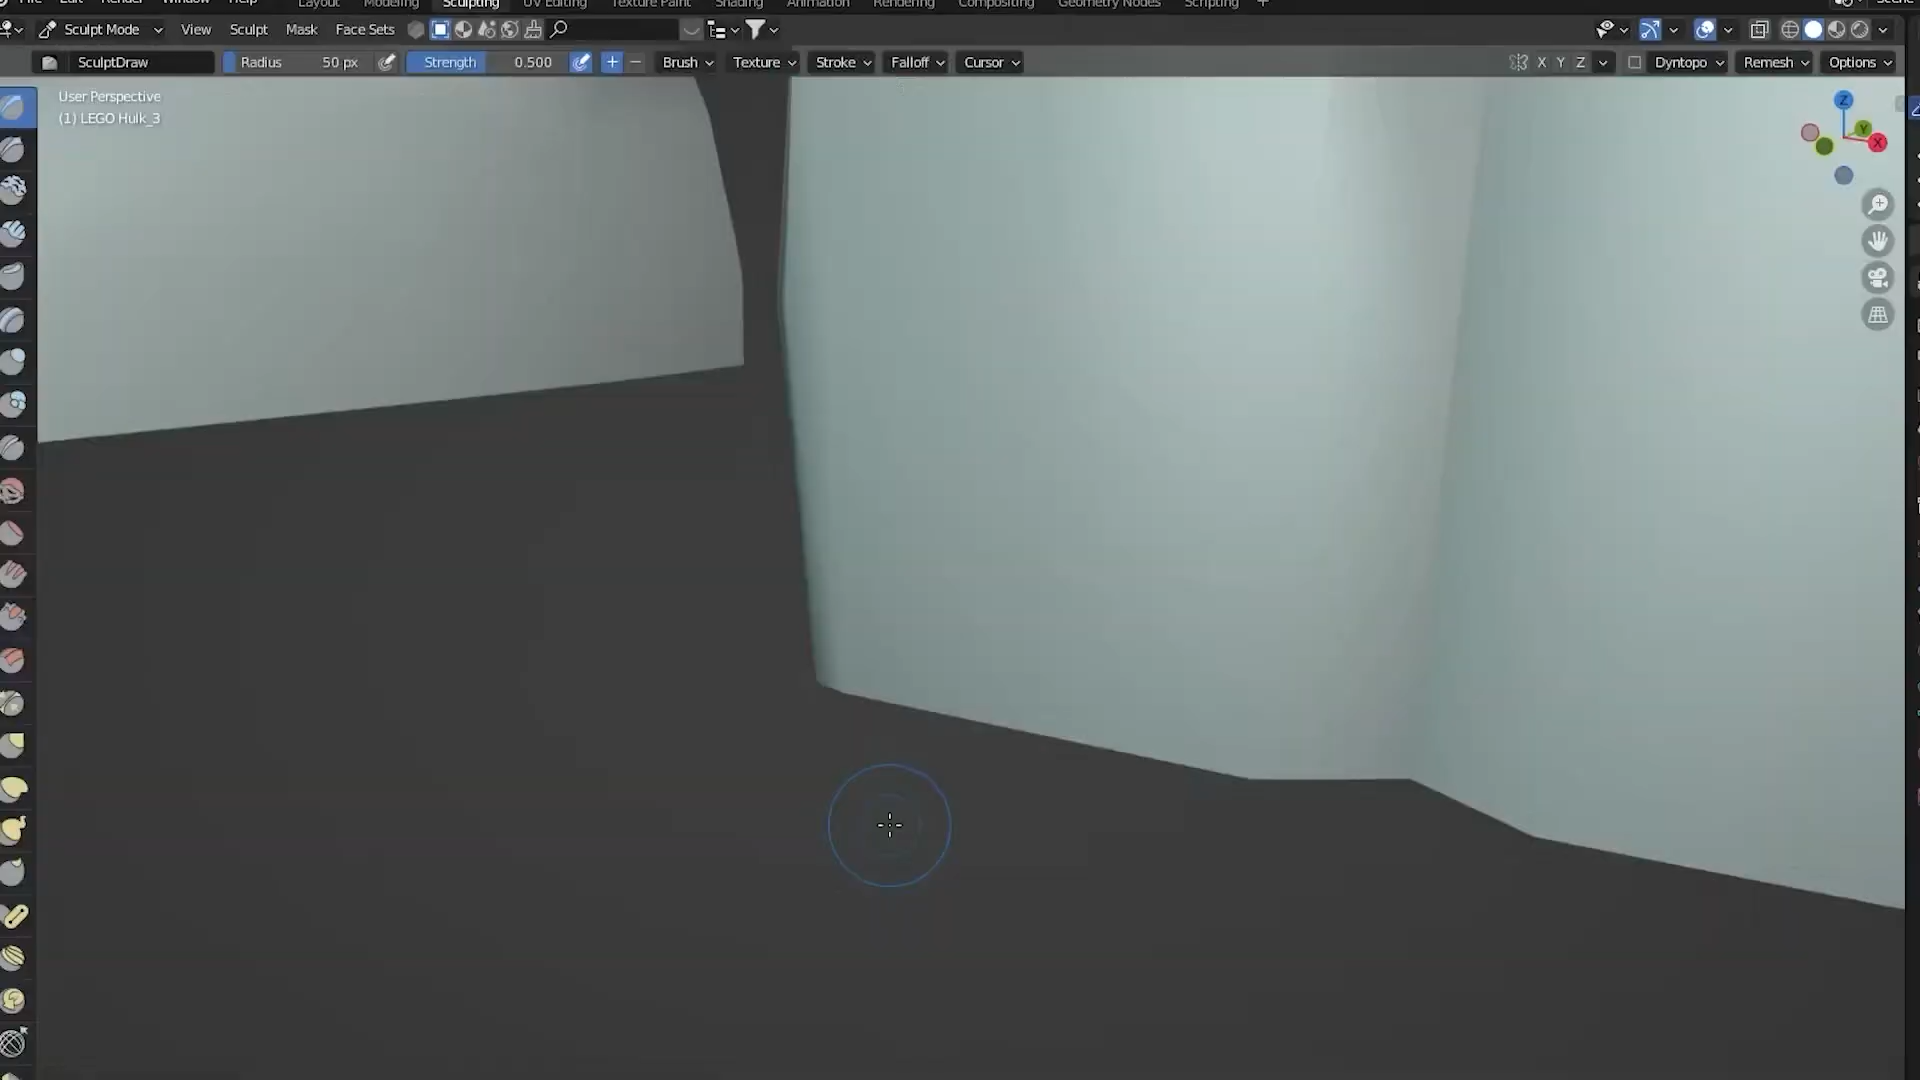 File Edit Render Window Help Layout Modeling Sculpting UV Editing Texture Paint Shading Animation Rendering Compositing Geometry Nodes Scripting + Scene
Sculpt Mode View Sculpt Mask Face Sets
SculptDraw Radius 50 px Strength 0.500 + − Brush Texture Stroke Falloff Cursor X Y Z Dyntopo Remesh Options
User Perspective
(1) LEGO Hulk_3
Z
Y
X